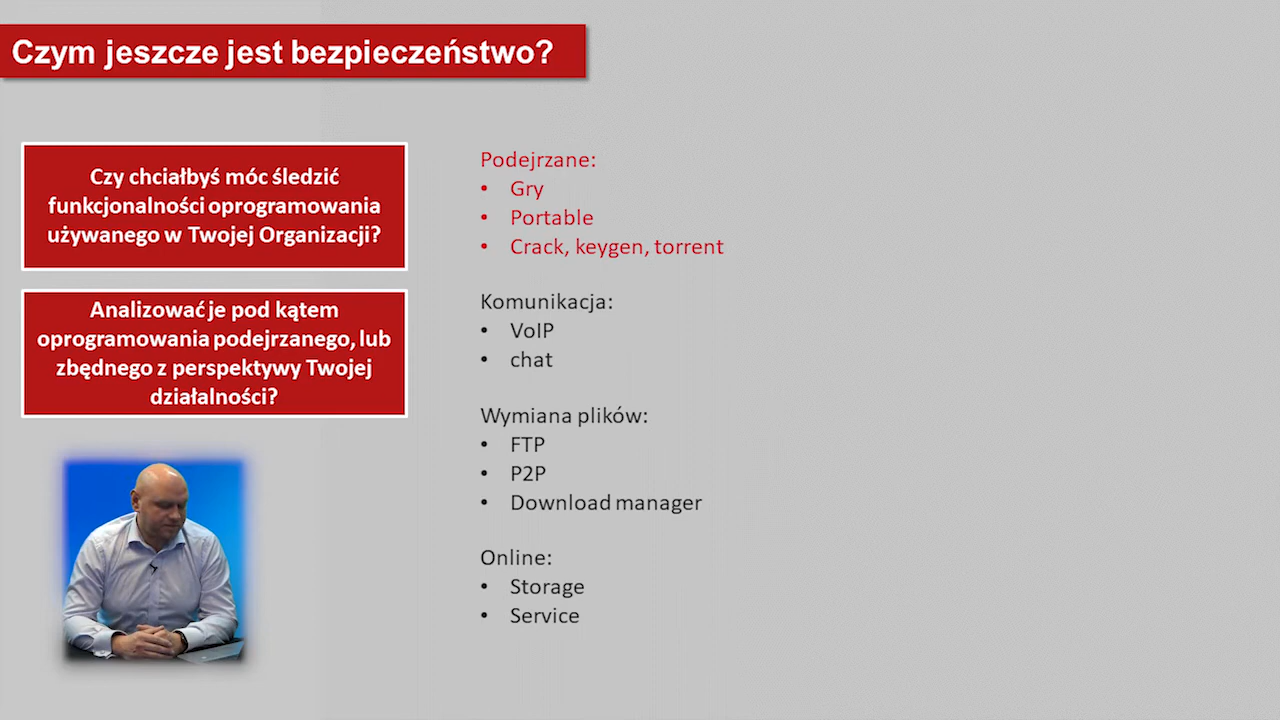 Czym jeszcze jest bezpieczeństwo?
Czy chciałbyś móc śledzić
funkcjonalności oprogramowania
używanego w Twojej Organizacji?
Analizować je pod kątem
oprogramowania podejrzanego, lub
zbędnego z perspektywy Twojej
działalności?
Podejrzane:
• Gry
• Portable
• Crack, keygen, torrent
Komunikacja:
• VoIP
• chat
Wymiana plików:
• FTP
• P2P
• Download manager
Online:
• Storage
• Service